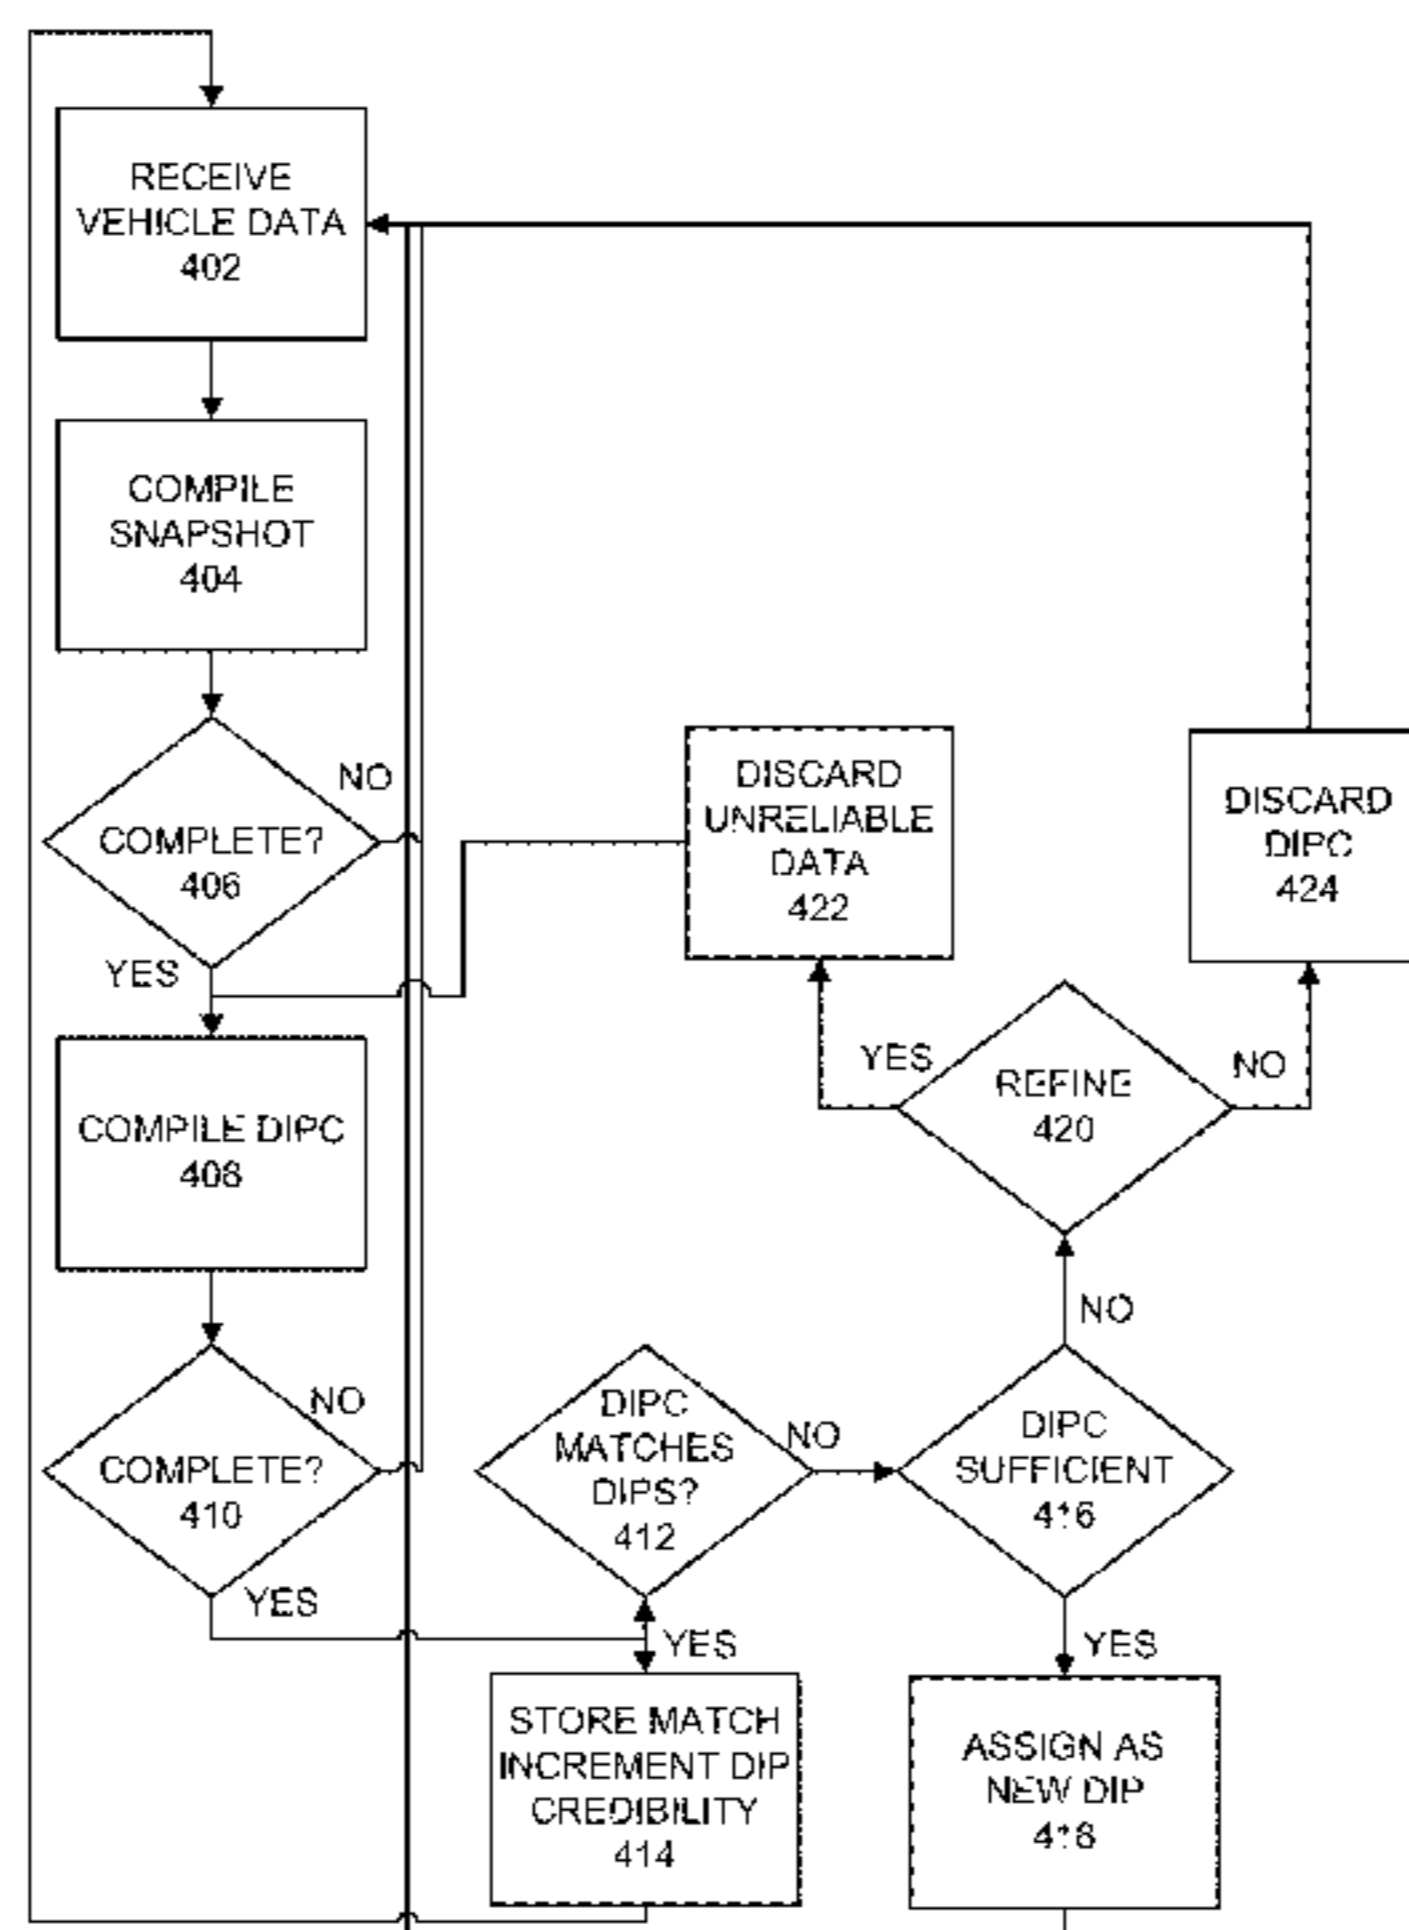 RECEIVE
VEHICLE DATA
402
COMPILE
SNAPSHOT
404
NO
COMPLETE?
406
YES
DISCARD
UNRELIABLE
DATA
422
DISCARD
DIPC
424
YES
REFINE
420
NO
COMPILE DIPC
408
NO
NO
COMPLETE?
410
YES
DIPC
MATCHES
DIPS?
412
NO
DIPC
SUFFICIENT
416
YES
YES
STORE MATCH
INCREMENT DIP
CREDIBILITY
414
ASSIGN AS
NEW DIP
418